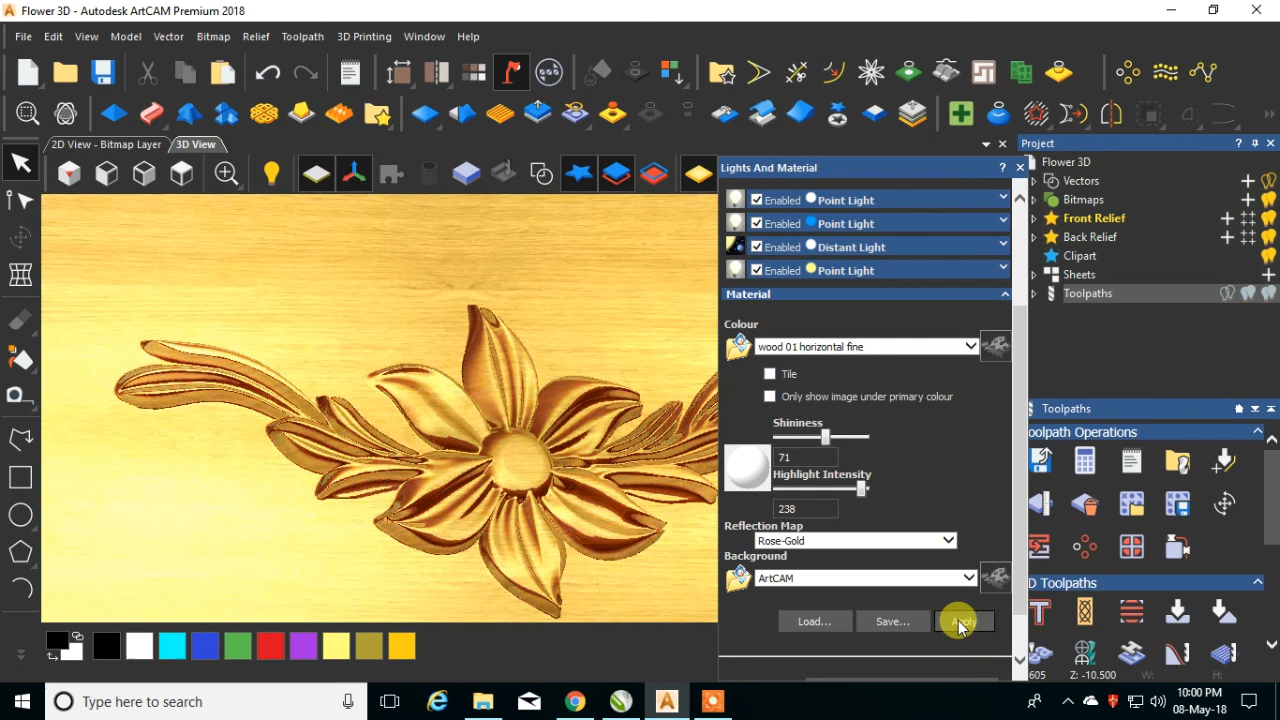 Flower 3D - Autodesk ArtCAM Premium 2018
File Edit View Model Vector Bitmap Relief Toolpath 3D Printing Window Help
2D View - Bitmap Layer 3D View
Lights And Material
Enabled Point Light
Enabled Point Light
Enabled Distant Light
Enabled Point Light
Material
Colour
wood 01 horizontal fine
Tile
Only show image under primary colour
Shininess
71
Highlight Intensity
238
Reflection Map
Rose-Gold
Background
ArtCAM
Load... Save... Apply
Project
Flower 3D
Vectors
Bitmaps
Front Relief
Back Relief
Clipart
Sheets
Toolpaths
Toolpaths
oolpath Operations
D Toolpaths
605 Z: -10.500 W: H:
Type here to search
10:00 PM
08-May-18